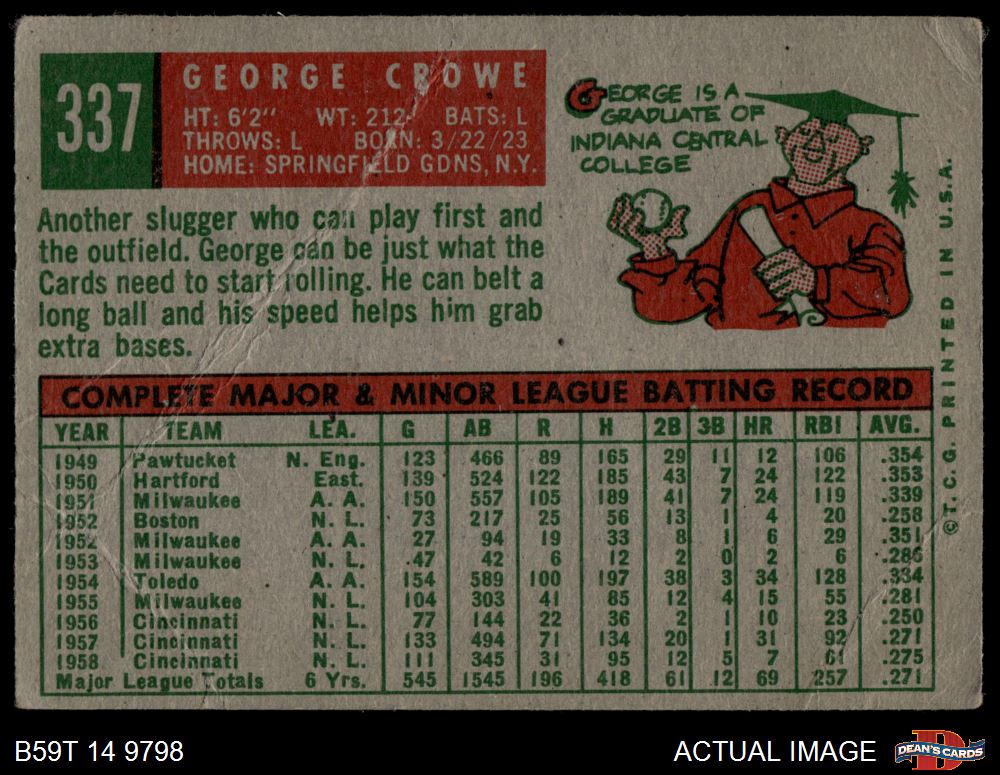 337
GEORGE CROWE
HT: 6'2" WT: 212 BATS: L
THROWS: L BORN: 3/22/23
HOME: SPRINGFIELD GDNS, N.Y.
GEORGE IS A
GRADUATE OF
INDIANA CENTRAL
COLLEGE
Another slugger who can play first and
the outfield. George can be just what the
Cards need to start rolling. He can belt a
long ball and his speed helps him grab
extra bases.
COMPLETE MAJOR & MINOR LEAGUE BATTING RECORD
YEAR TEAM LEA. G AB R H 2B 3B HR RBI AVG.
1949 Pawtucket N. Eng. 123 466 89 165 29 11 12 106 .354
1950 Hartford East. 139 524 122 185 43 7 24 122 .353
1951 Milwaukee A. A. 150 557 105 189 41 7 24 119 .339
1952 Boston N. L. 73 217 25 56 13 1 4 20 .258
1952 Milwaukee A. A. 27 94 19 33 8 1 6 29 .351
1953 Milwaukee N. L. 47 42 6 12 2 0 2 6 .286
1954 Toledo A. A. 154 589 100 197 38 3 34 128 .334
1955 Milwaukee N. L. 104 303 41 85 12 4 15 55 .281
1956 Cincinnati N. L. 77 144 22 36 2 1 10 23 .250
1957 Cincinnati N. L. 133 494 71 134 20 1 31 92 .271
1958 Cincinnati N. L. 111 345 31 95 12 5 7 61 .275
Major League Totals 6 Yrs. 545 1545 196 418 61 12 69 257 .271
©T.C.G. PRINTED IN U.S.A.
B59T 14 9798
ACTUAL IMAGE
DEAN'S CARDS